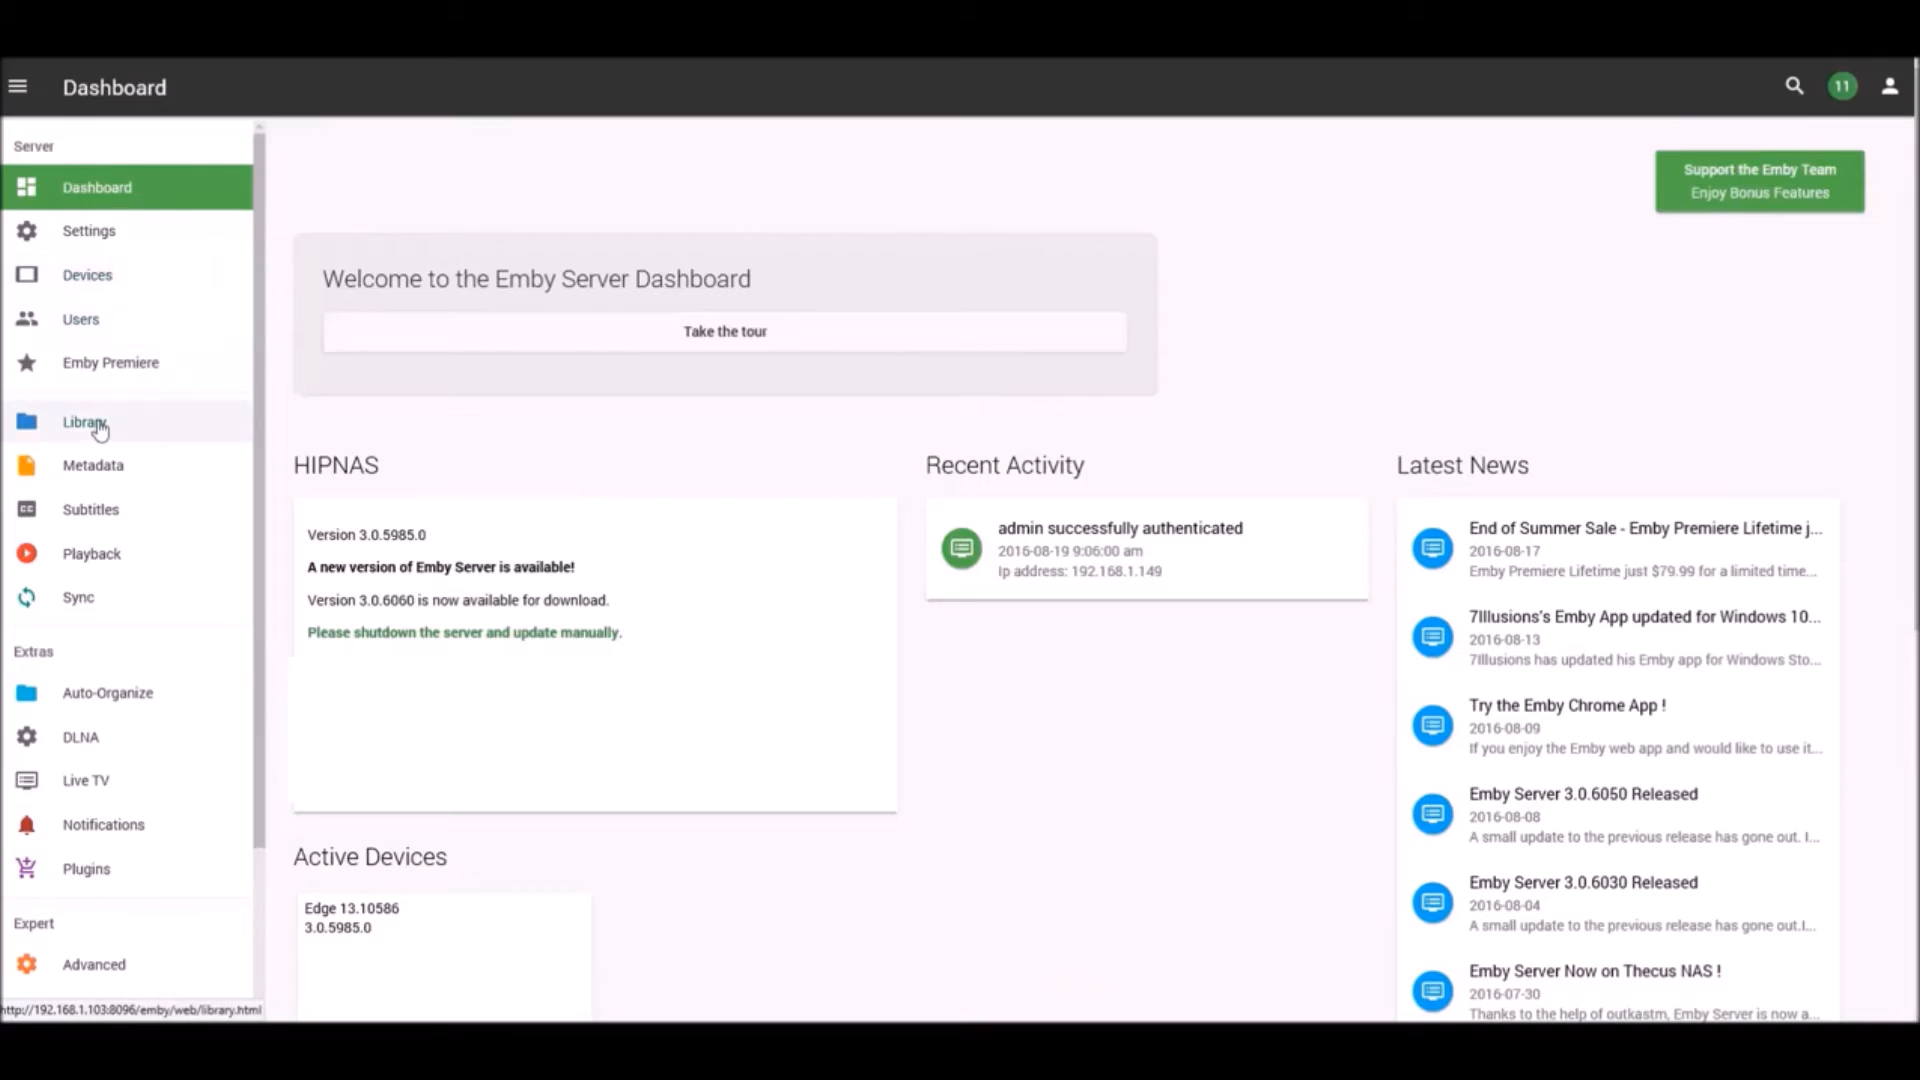 Dashboard
11
Server
Dashboard
Settings
Devices
Users
Emby Premiere
Library
Metadata
Subtitles
Playback
Sync
Extras
Auto-Organize
DLNA
Live TV
Notifications
Plugins
Expert
Advanced
http://192.168.1.103:8096/emby/web/library.html
Support the Emby Team
Enjoy Bonus Features
Welcome to the Emby Server Dashboard
Take the tour
HIPNAS
Version 3.0.5985.0
A new version of Emby Server is available!
Version 3.0.6060 is now available for download.
Please shutdown the server and update manually.
Active Devices
Edge 13.10586
3.0.5985.0
Recent Activity
admin successfully authenticated
2016-08-19 9:06:00 am
Ip address: 192.168.1.149
Latest News
End of Summer Sale - Emby Premiere Lifetime j...
2016-08-17
Emby Premiere Lifetime just $79.99 for a limited time...
7Illusions's Emby App updated for Windows 10...
2016-08-13
7Illusions has updated his Emby app for Windows Sto...
Try the Emby Chrome App !
2016-08-09
If you enjoy the Emby web app and would like to use it...
Emby Server 3.0.6050 Released
2016-08-08
A small update to the previous release has gone out. I...
Emby Server 3.0.6030 Released
2016-08-04
A small update to the previous release has gone out.I...
Emby Server Now on Thecus NAS !
2016-07-30
Thanks to the help of outkastm, Emby Server is now a...